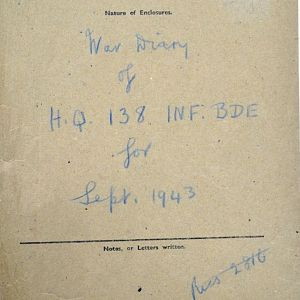 Nature of Enclosures.
War Diary
of
H.Q. 138. INF. BDE
for
Sept. 1943
Notes, or Letters written.